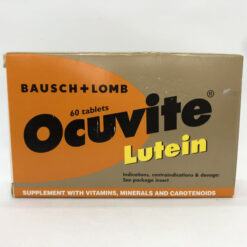 BAUSCH + LOMB
60 tablets
Ocuvite®
Lutein
Indications, contraindications & dosage:
See package insert
SUPPLEMENT WITH VITAMINS, MINERALS AND CAROTENOIDS